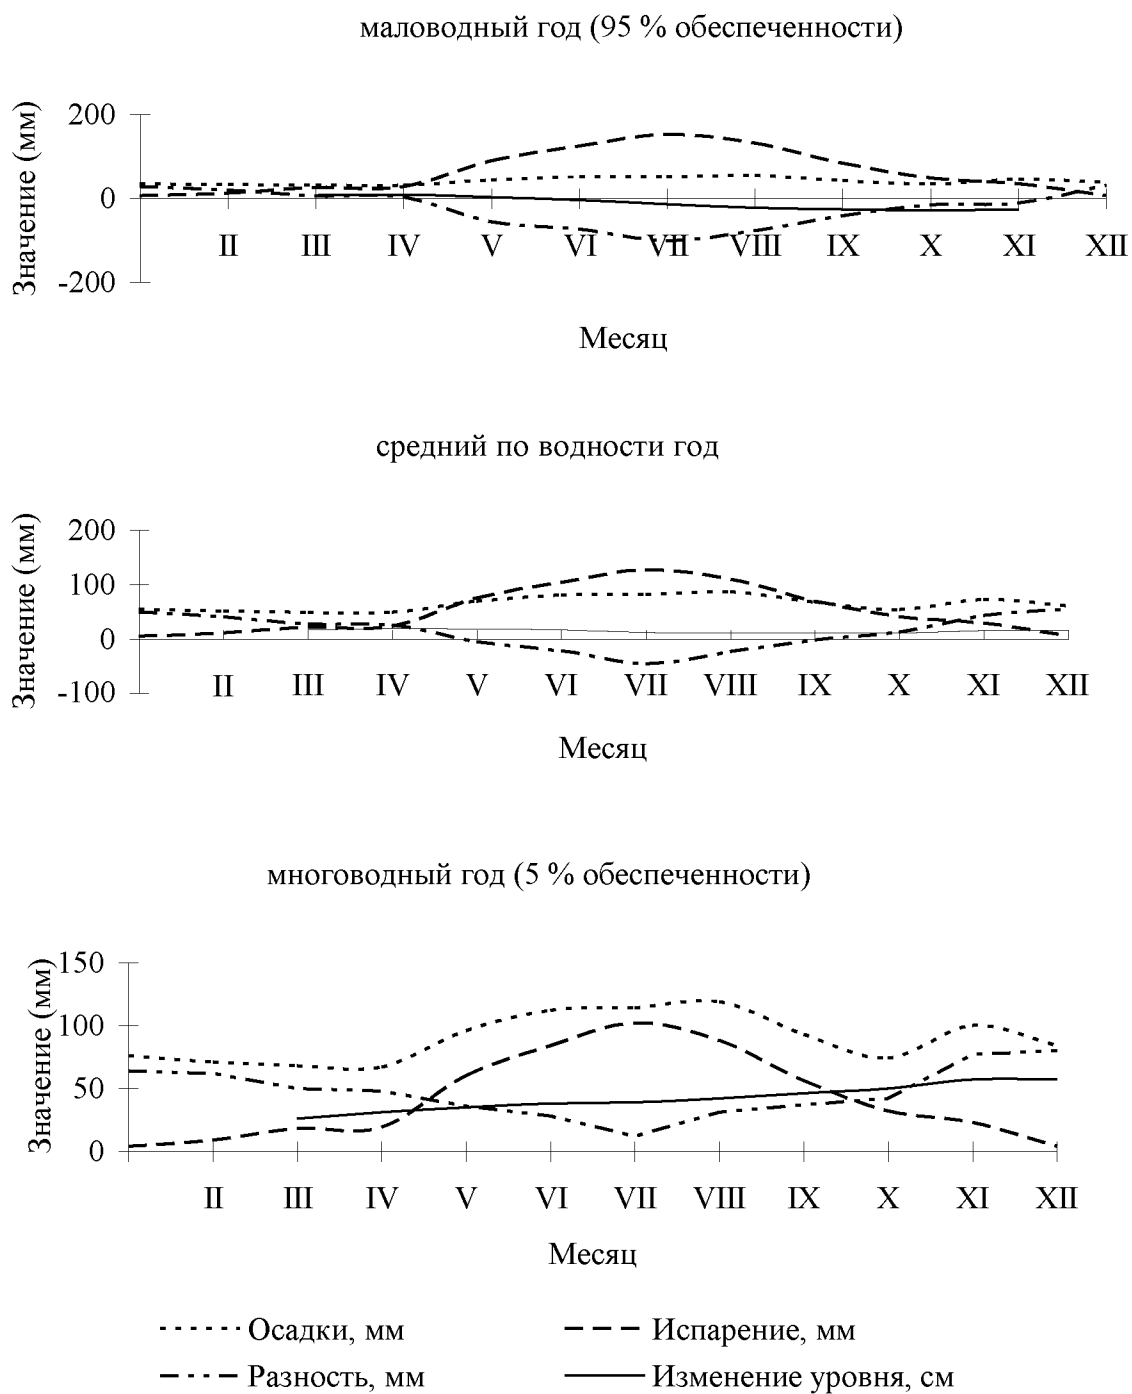 маловодный год (95 % обеспеченности)
Значение (мм)
200
0
-200
II III IV V VI VII VIII IX X XI XII
Месяц
средний по водности год
Значение (мм)
200
100
0
-100
II III IV V VI VII VIII IX X XI XII
Месяц
многоводный год (5 % обеспеченности)
Значение (мм)
150
100
50
0
II III IV V VI VII VIII IX X XI XII
Месяц
Осадки, мм Испарение, мм
Разность, мм Изменение уровня, см